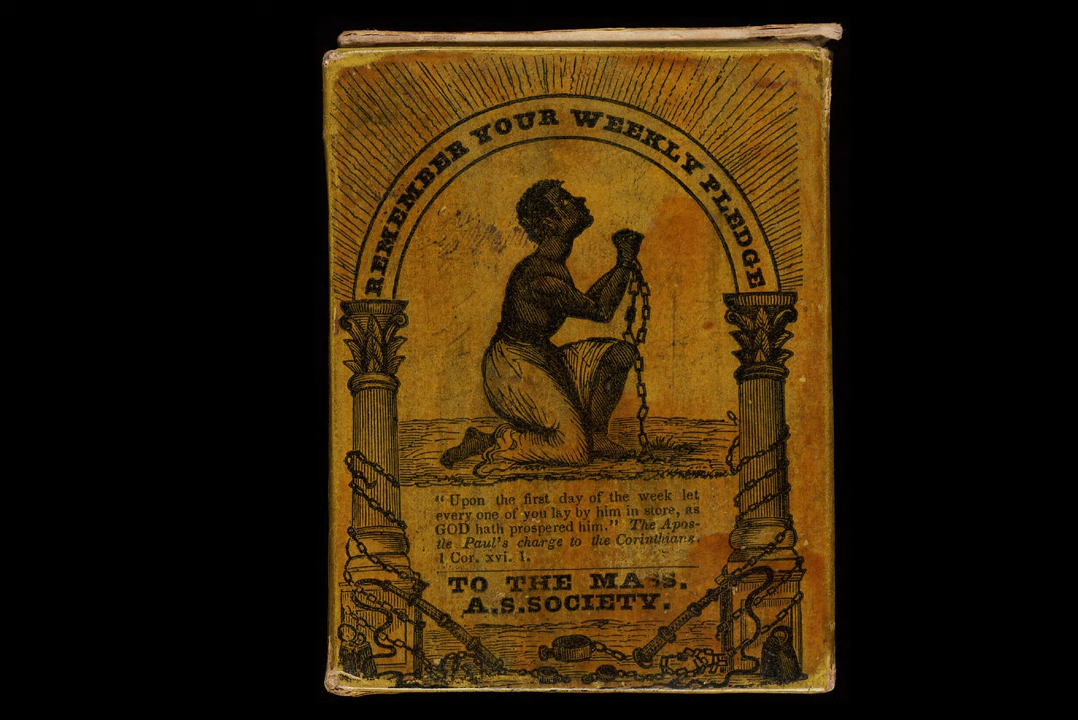 REMEMBER YOUR WEEKLY PLEDGE
" Upon the first day of the week let
every one of you lay by him in store, as
GOD hath prospered him." The Apos-
tle Paul's charge to the Corinthians.
1 Cor. xvi. 1.
TO THE MASS.
A.S.SOCIETY.